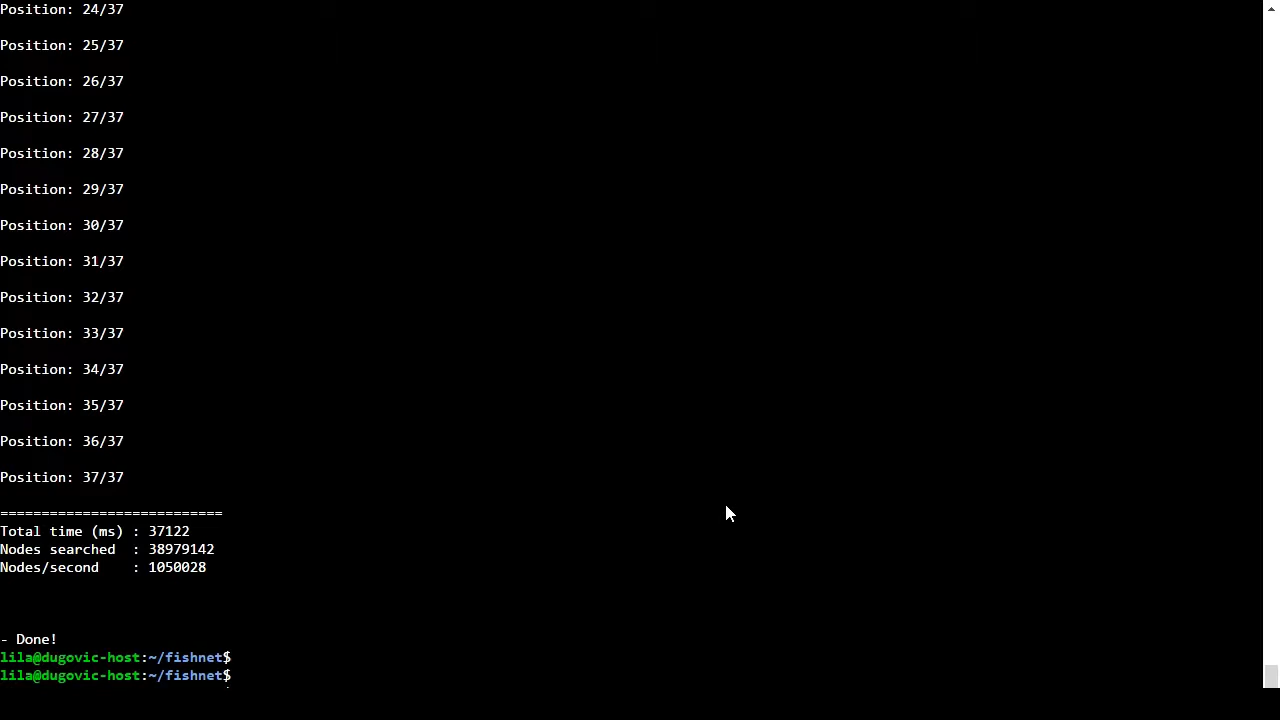 Position: 24/37
Position: 25/37
Position: 26/37
Position: 27/37
Position: 28/37
Position: 29/37
Position: 30/37
Position: 31/37
Position: 32/37
Position: 33/37
Position: 34/37
Position: 35/37
Position: 36/37
Position: 37/37
===========================
Total time (ms) : 37122
Nodes searched  : 38979142
Nodes/second    : 1050028
- Done!
lila@dugovic-host:~/fishnet$
lila@dugovic-host:~/fishnet$